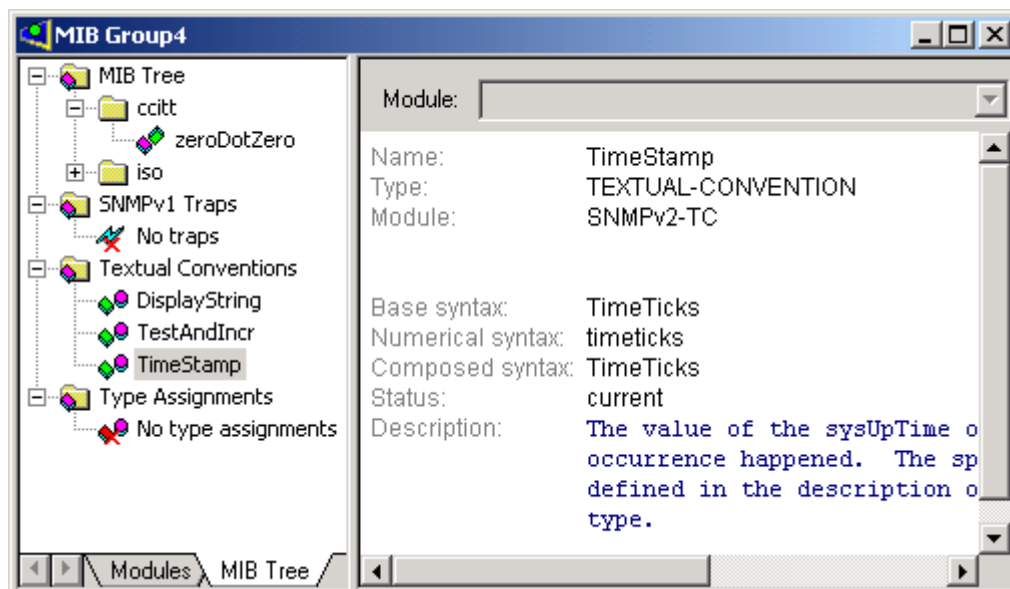 MIB Group4
MIB Tree
ccitt
zeroDotZero
iso
SNMPv1 Traps
No traps
Textual Conventions
DisplayString
TestAndIncr
TimeStamp
Type Assignments
No type assignments
Modules
MIB Tree
Module:
Name: TimeStamp
Type: TEXTUAL-CONVENTION
Module: SNMPv2-TC
Base syntax: TimeTicks
Numerical syntax: timeticks
Composed syntax: TimeTicks
Status: current
Description: The value of the sysUpTime o
occurrence happened. The sp
defined in the description o
type.